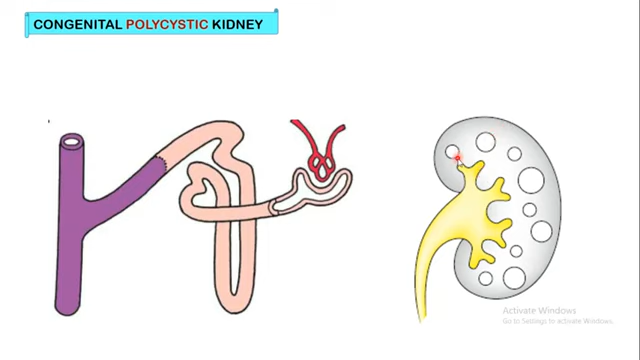 CONGENITAL POLYCYSTIC KIDNEY
Activate Windows
Go to Settings to activate Windows.